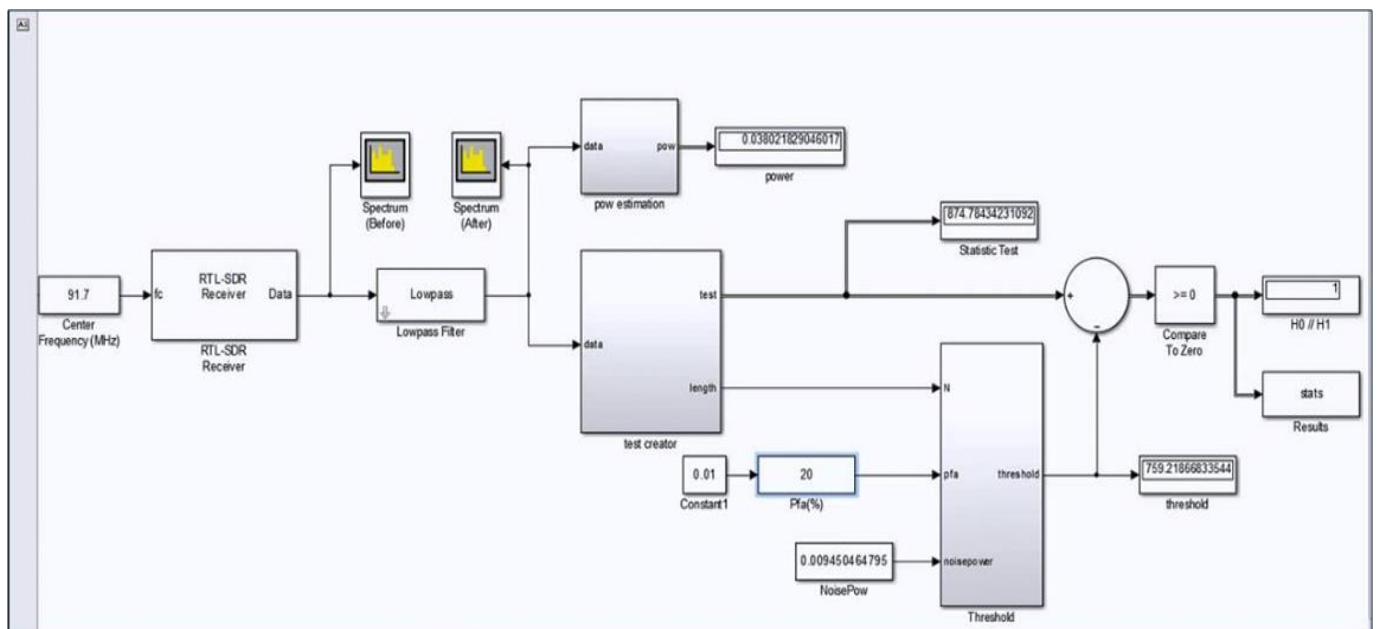 A1
0.038021829046017
data
pow
power
pow estimation
Spectrum
(Before)
Spectrum
(After)
874.78434231092
Statistic Test
91.7
Center
Frequency (MHz)
fc
RTL-SDR
Receiver
Data
RTL-SDR
Receiver
Lowpass
Lowpass Filter
data
test
length
test creator
+
−
>= 0
Compare
To Zero
1
H0 // H1
stats
Results
N
pfa
noisepower
threshold
Threshold
0.01
Constant1
20
Pfa(%)
759.21866833544
threshold
0.009450464795
NoisePow